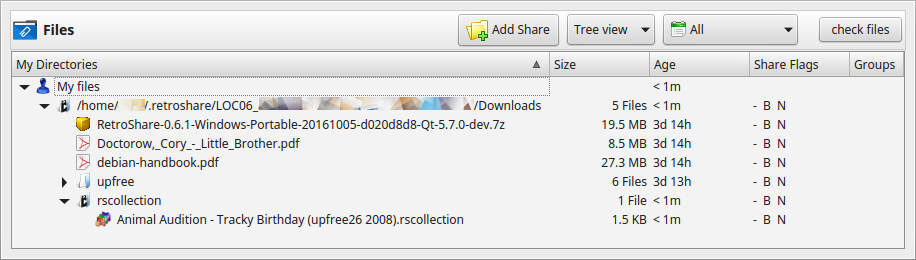 Files Add Share Tree view All check files
My Directories Size Age Share Flags Groups
My files < 1m
/home/ /.retroshare/LOC06_ /Downloads 5 Files < 1m - B N
RetroShare-0.6.1-Windows-Portable-20161005-d020d8d8-Qt-5.7.0-dev.7z 19.5 MB 3d 14h - B N
Doctorow,_Cory_-_Little_Brother.pdf 8.5 MB 3d 14h - B N
debian-handbook.pdf 27.3 MB 3d 14h - B N
upfree 6 Files 3d 13h - B N
rscollection 1 File < 1m - B N
Animal Audition - Tracky Birthday (upfree26 2008).rscollection 1.5 KB < 1m - B N